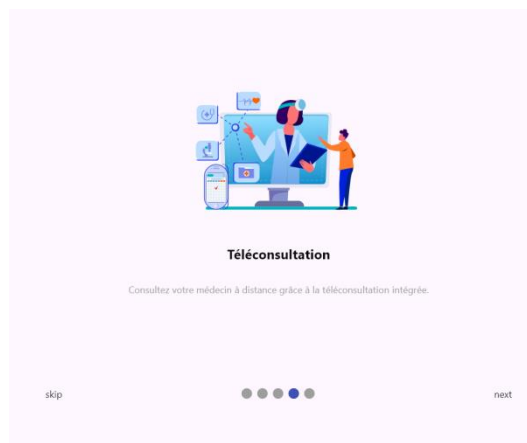 Téléconsultation
Consultez votre médecin à distance grâce à la téléconsultation intégrée.
skip
next